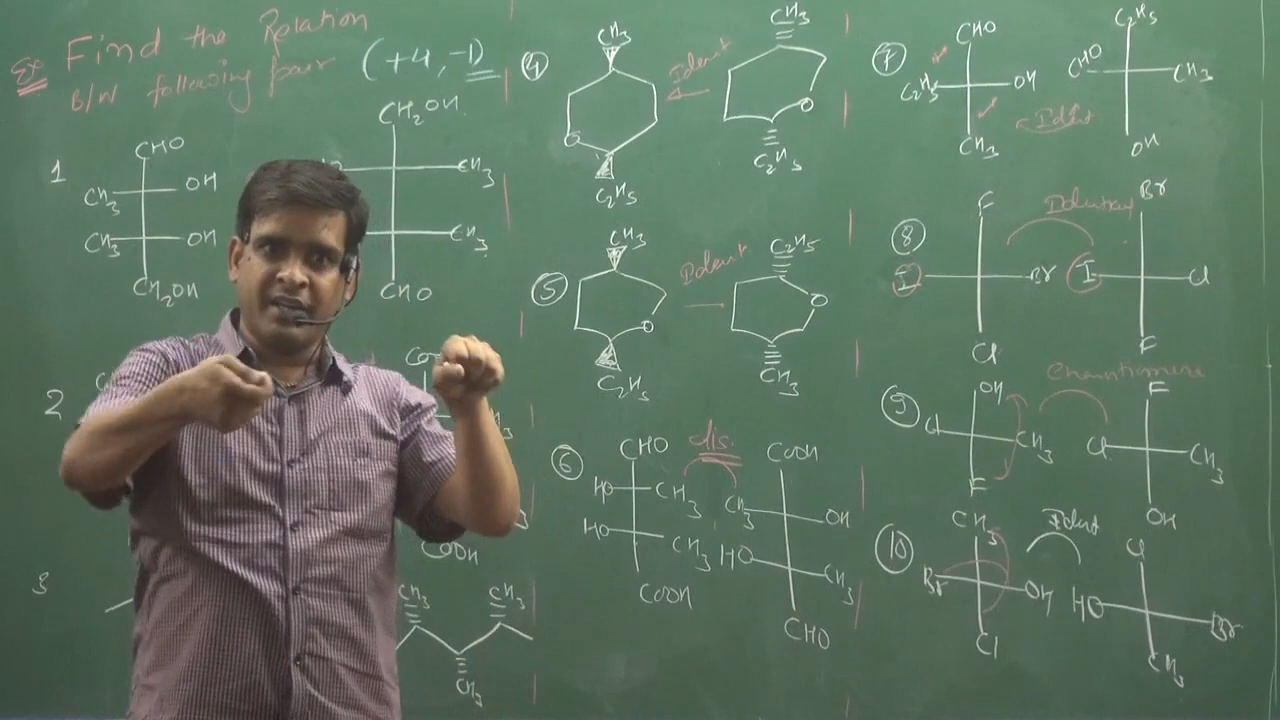 Ex Find the Relation
B/W following pair (+4, -1)
1
CHO
CH3 OH
CH3 OH
CH2OH
CH2OH
CH3
CH3
CHO
2
COOH
3
CH3 CH3
CH3
4
CH3
O
C2H5
Ident
CH3
O
C2H5
5
CH3
O
C2H5
Ident
C2H5
O
CH3
6
CHO
HO CH3
HO CH3
COOH
dis.
COOH
CH3 OH
HO CH3
CHO
7
CHO
C2H5 OH
CH3
Ident
C2H5
CHO CH3
OH
8
F
I Br
Cl
Br
I Cl
F
9
OH
Cl CH3
F
F
Cl CH3
OH
10
CH3
Br OH
Cl
Ident
Cl
HO Br
CH3